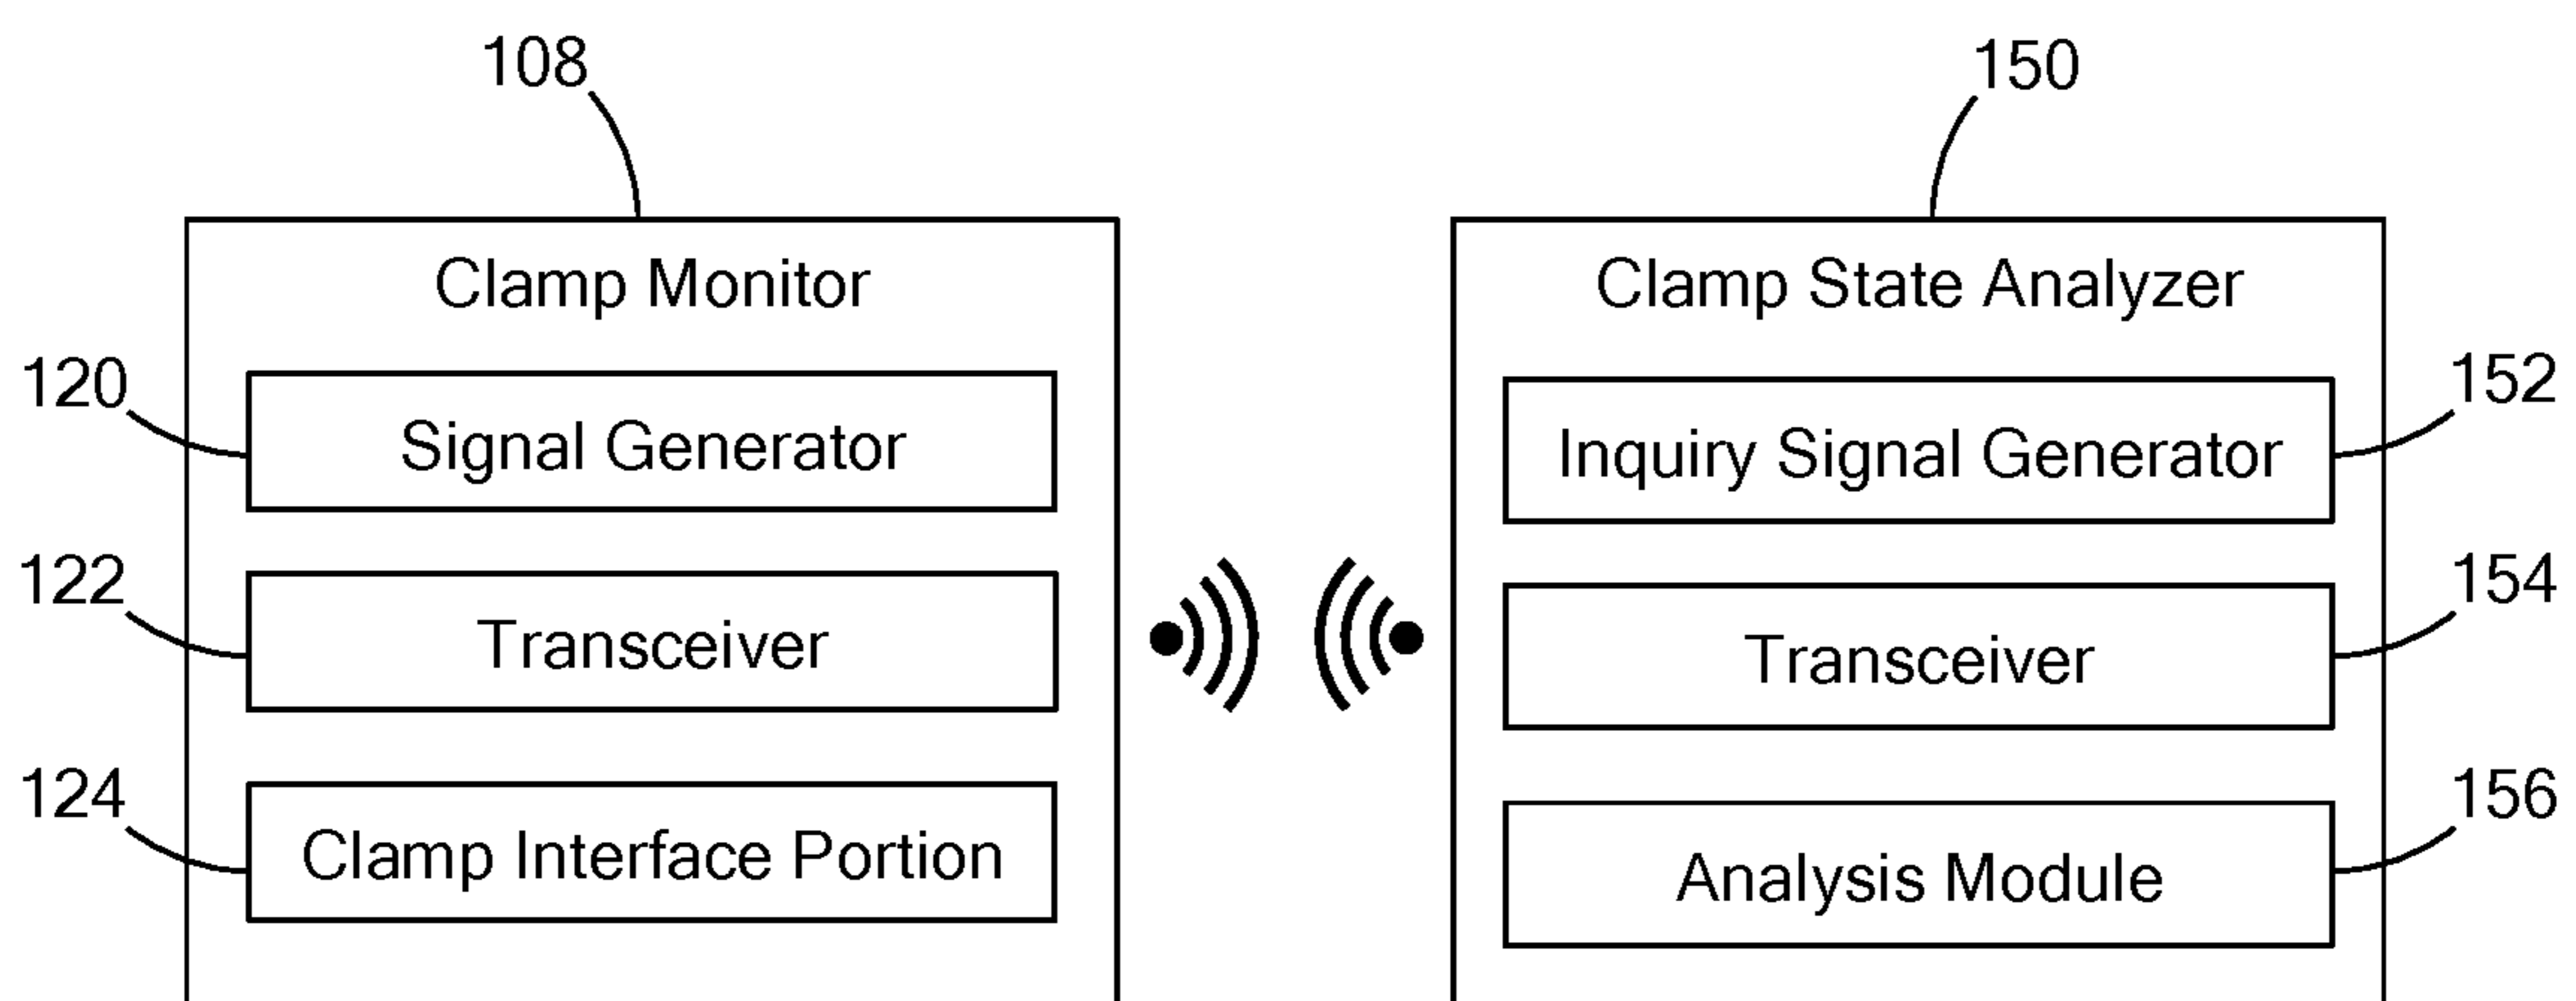 108
150
Clamp Monitor
Clamp State Analyzer
120
Signal Generator
Inquiry Signal Generator
152
122
Transceiver
Transceiver
154
124
Clamp Interface Portion
Analysis Module
156